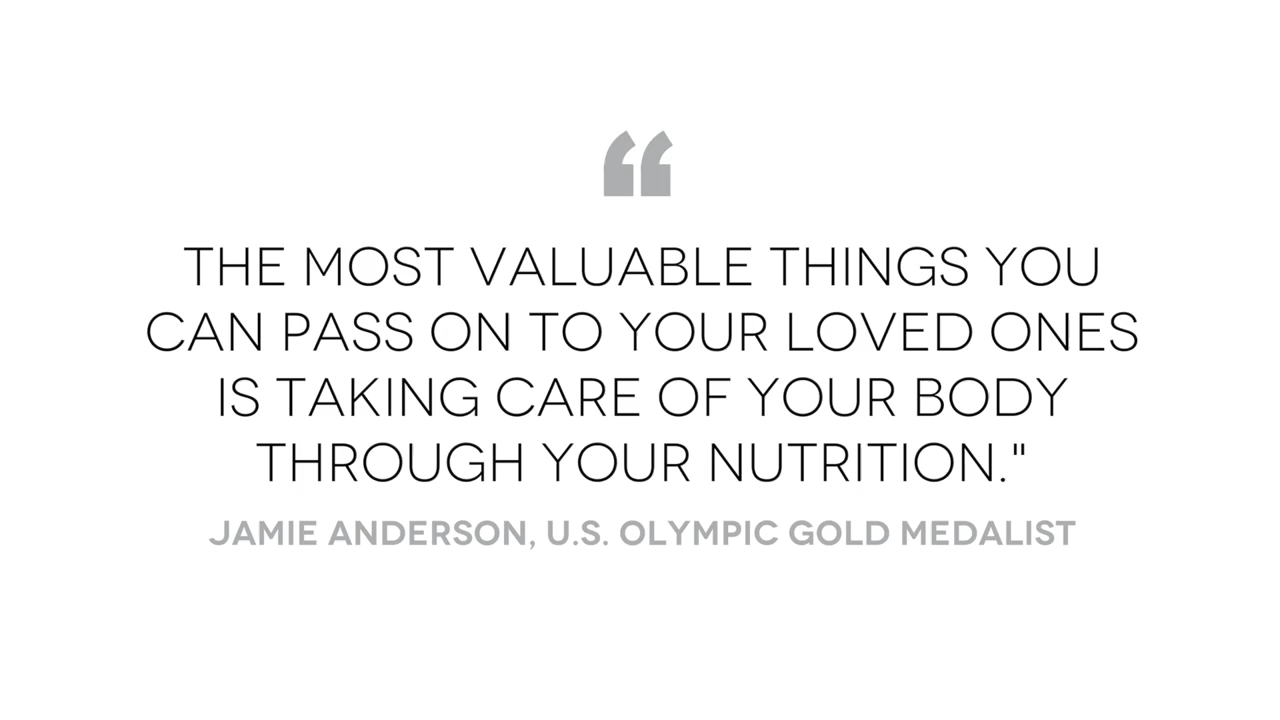 “
THE MOST VALUABLE THINGS YOU
CAN PASS ON TO YOUR LOVED ONES
IS TAKING CARE OF YOUR BODY
THROUGH YOUR NUTRITION."
JAMIE ANDERSON, U.S. OLYMPIC GOLD MEDALIST